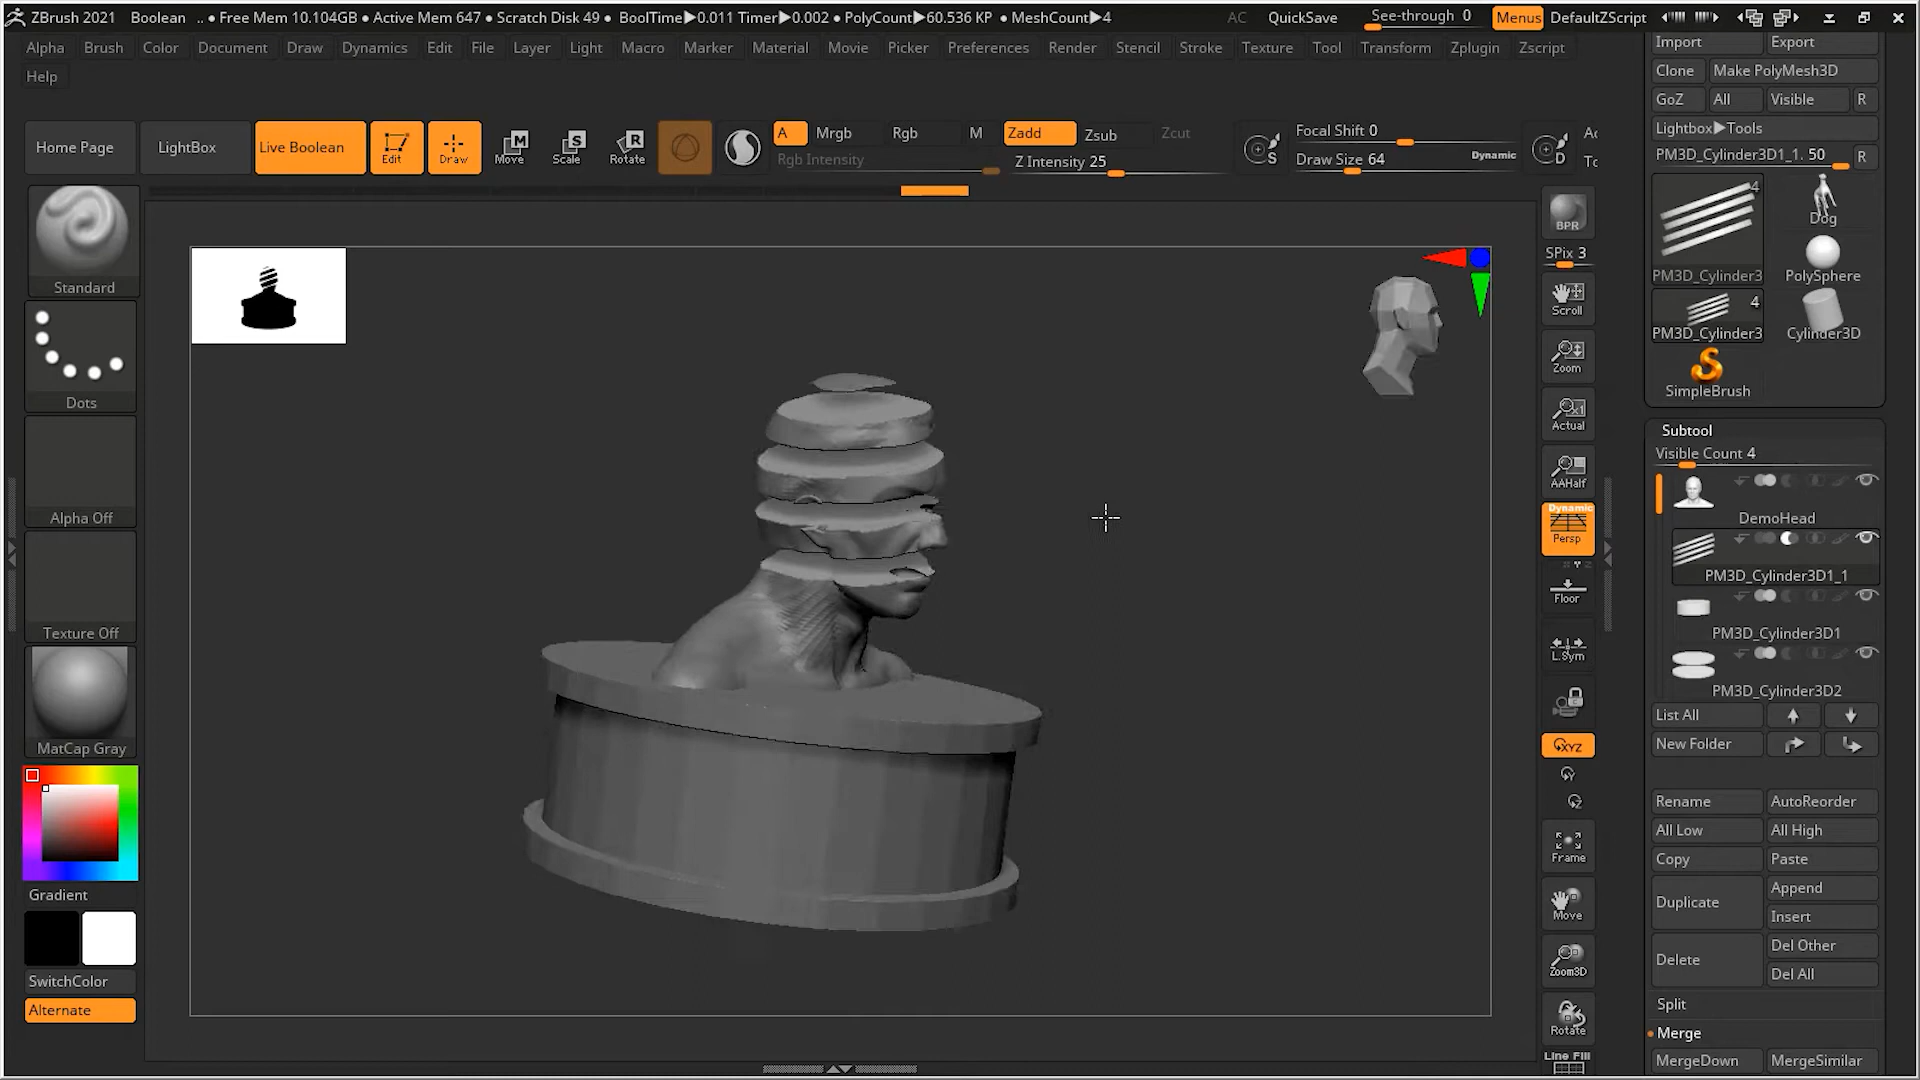 ZBrush 2021 Boolean .. • Free Mem 10.104GB • Active Mem 647 • Scratch Disk 49 • BoolTime▶0.011 Timer▶0.002 • PolyCount▶60.536 KP • MeshCount▶4 AC QuickSave See-through 0 Menus DefaultZScript
Alpha Brush Color Document Draw Dynamics Edit File Layer Light Macro Marker Material Movie Picker Preferences Render Stencil Stroke Texture Tool Transform Zplugin Zscript
Help
Home Page LightBox Live Boolean Edit Draw Move Scale Rotate
M S R
A Mrgb Rgb M Zadd Zsub Zcut
Rgb Intensity Z Intensity 25
S Focal Shift 0
Draw Size 64 Dynamic D
Ac
To
Standard
Dots
Alpha Off
Texture Off
MatCap Gray
Gradient
SwitchColor
Alternate
BPR
SPix 3
Scroll
Zoom
Actual
AAHalf
Dynamic
Persp
Floor
L.Sym
XYZ
Y
Z
Frame
Move
Zoom3D
Rotate
Line Fill
Import Export
Clone Make PolyMesh3D
GoZ All Visible R
Lightbox▶Tools
PM3D_Cylinder3D1_1. 50 R
4
PM3D_Cylinder3 Dog
PolySphere
4
PM3D_Cylinder3 Cylinder3D
SimpleBrush
Subtool
Visible Count 4
DemoHead
PM3D_Cylinder3D1_1
PM3D_Cylinder3D1
PM3D_Cylinder3D2
List All
New Folder
Rename AutoReorder
All Low All High
Copy Paste
Duplicate Append
Insert
Delete Del Other
Del All
Split
Merge
MergeDown MergeSimilar